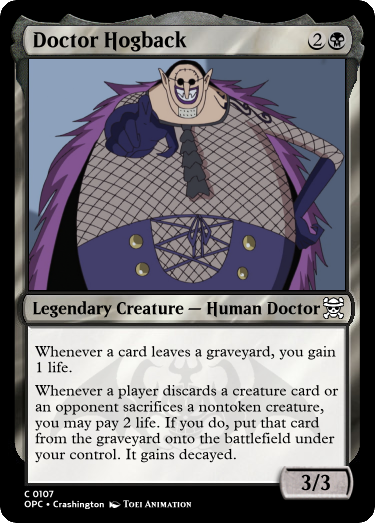 Doctor Hogback 2
Legendary Creature — Human Doctor
Whenever a card leaves a graveyard, you gain
1 life.
Whenever a player discards a creature card or
an opponent sacrifices a nontoken creature,
you may pay 2 life. If you do, put that
card from the graveyard onto the battlefield under
your control. It gains decayed.
3/3
C 0107
OPC • Crashington TOEI ANIMATION